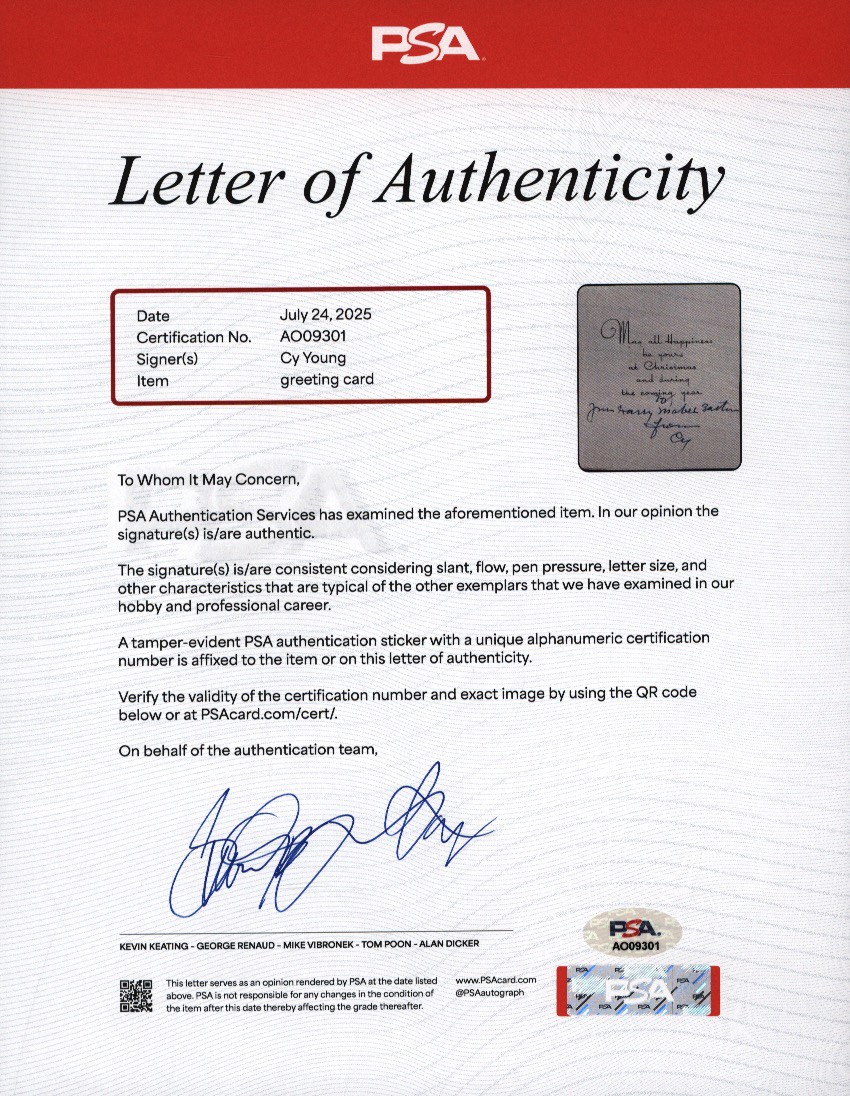 PSA
Letter of Authenticity
Date July 24, 2025
Certification No. AO09301
Signer(s) Cy Young
Item greeting card
May all Happiness
be yours
at Christmas
and during
the coming year
Harry Mabel
from
Cy
To Whom It May Concern,
PSA Authentication Services has examined the aforementioned item. In our opinion the
signature(s) is/are authentic.
The signature(s) is/are consistent considering slant, flow, pen pressure, letter size, and
other characteristics that are typical of the other exemplars that we have examined in our
hobby and professional career.
A tamper-evident PSA authentication sticker with a unique alphanumeric certification
number is affixed to the item or on this letter of authenticity.
Verify the validity of the certification number and exact image by using the QR code
below or at PSAcard.com/cert/.
On behalf of the authentication team,
KEVIN KEATING - GEORGE RENAUD - MIKE VIBRONEK - TOM POON - ALAN DICKER
This letter serves as an opinion rendered by PSA at the date listed
above. PSA is not responsible for any changes in the condition of
the item after this date thereby affecting the grade thereafter.
www.PSAcard.com
@PSAautograph
PSA
AO09301
PSA